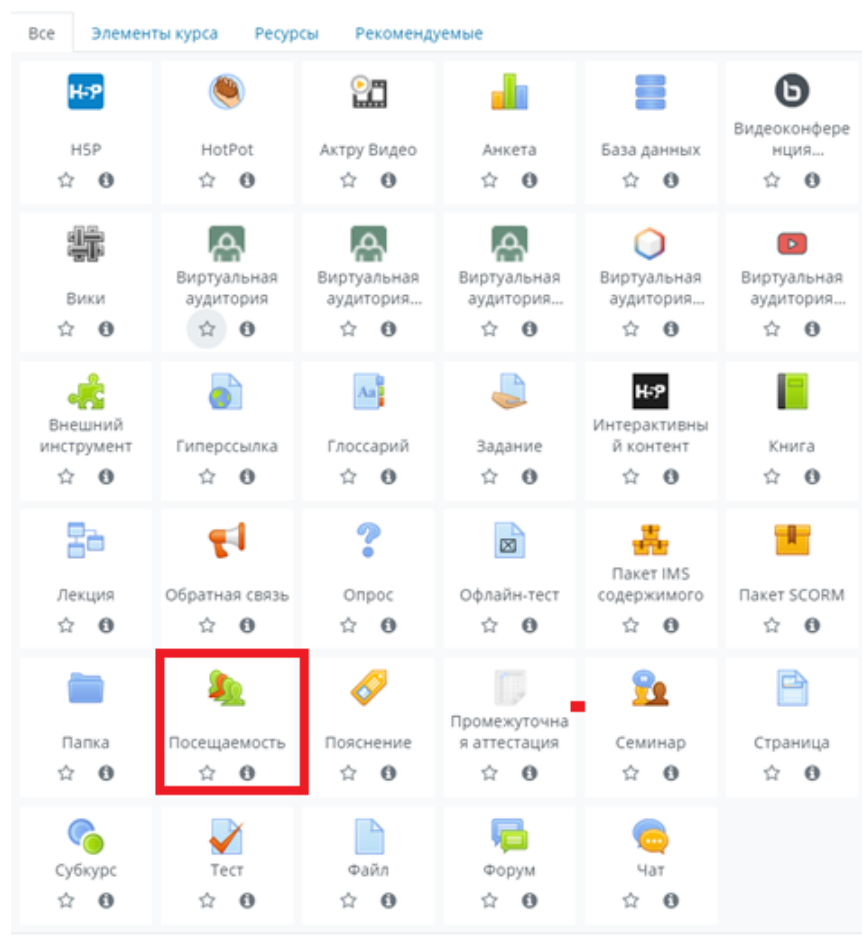 Все Элементы курса Ресурсы Рекомендуемые
H5P
H5P
HotPot
Актру Видео
Анкета
База данных
b
Видеоконфере
нция...
Вики
Виртуальная
аудитория
Виртуальная
аудитория...
Виртуальная
аудитория...
Виртуальная
аудитория...
Виртуальная
аудитория...
Внешний
инструмент
Гиперссылка
Aa
Глоссарий
Задание
H5P
Интерактивны
й контент
Книга
Лекция
Обратная связь
?
Опрос
Офлайн-тест
Пакет IMS
содержимого
Пакет SCORM
Папка
Посещаемость
Пояснение
Промежуточна
я аттестация
Семинар
Страница
Субкурс
Тест
Файл
Форум
Чат